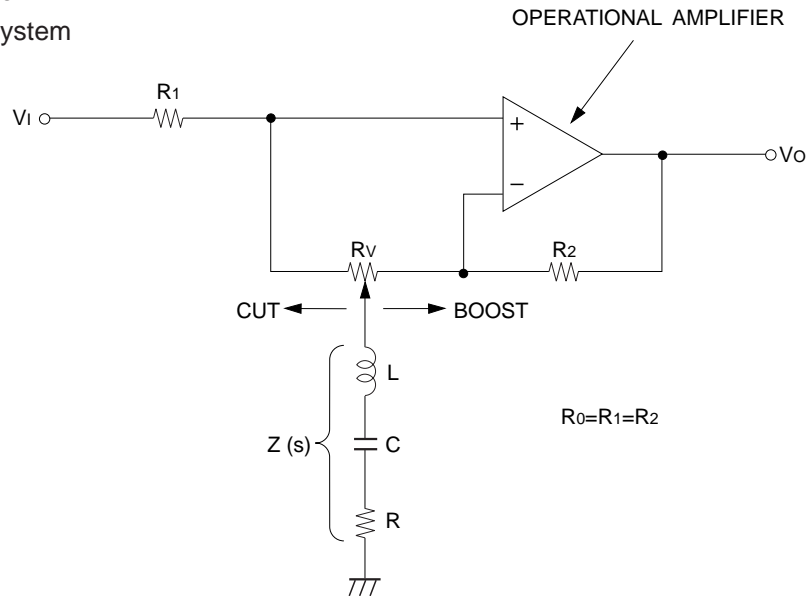 OPERATIONAL AMPLIFIER
ystem
R1
VI
+
−
VO
RV
R2
CUT
BOOST
L
Z (s)
C
R0=R1=R2
R